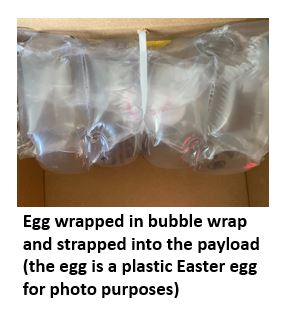 Egg wrapped in bubble wrap
and strapped into the payload
(the egg is a plastic Easter egg
for photo purposes)